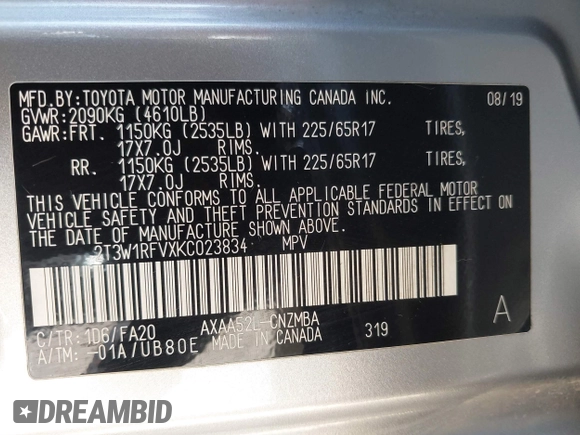 MFD.BY:TOYOTA MOTOR MANUFACTURING CANADA INC. 08/19
GVWR:2090KG (4610LB)
GAWR:FRT. 1150KG (2535LB) WITH 225/65R17 TIRES,
17X7.0J RIMS.
RR. 1150KG (2535LB) WITH 225/65R17 TIRES,
17X7.0J RIMS.
THIS VEHICLE CONFORMS TO ALL APPLICABLE FEDERAL MOTOR
VEHICLE SAFETY AND THEFT PREVENTION STANDARDS IN EFFECT ON
THE DATE OF MANUFACTURE SHOWN ABOVE.
2T3W1RFVXKC023834 MPV
C/TR:1D6/FA20 AXAA52L-CNZMBA A
A/TM:-01A/UB80E MADE IN CANADA 319
DREAMBID